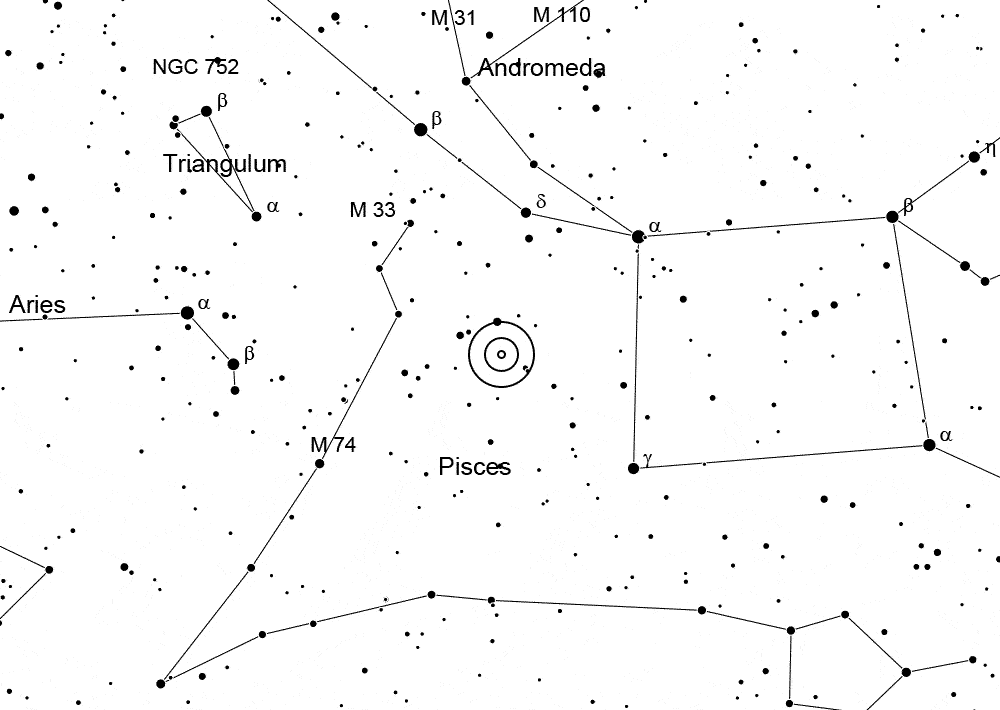 M 31
M 110
NGC 752
Andromeda
β
β
η
Triangulum
δ
α
M 33
β
α
Aries
α
β
M 74
α
Pisces
γ